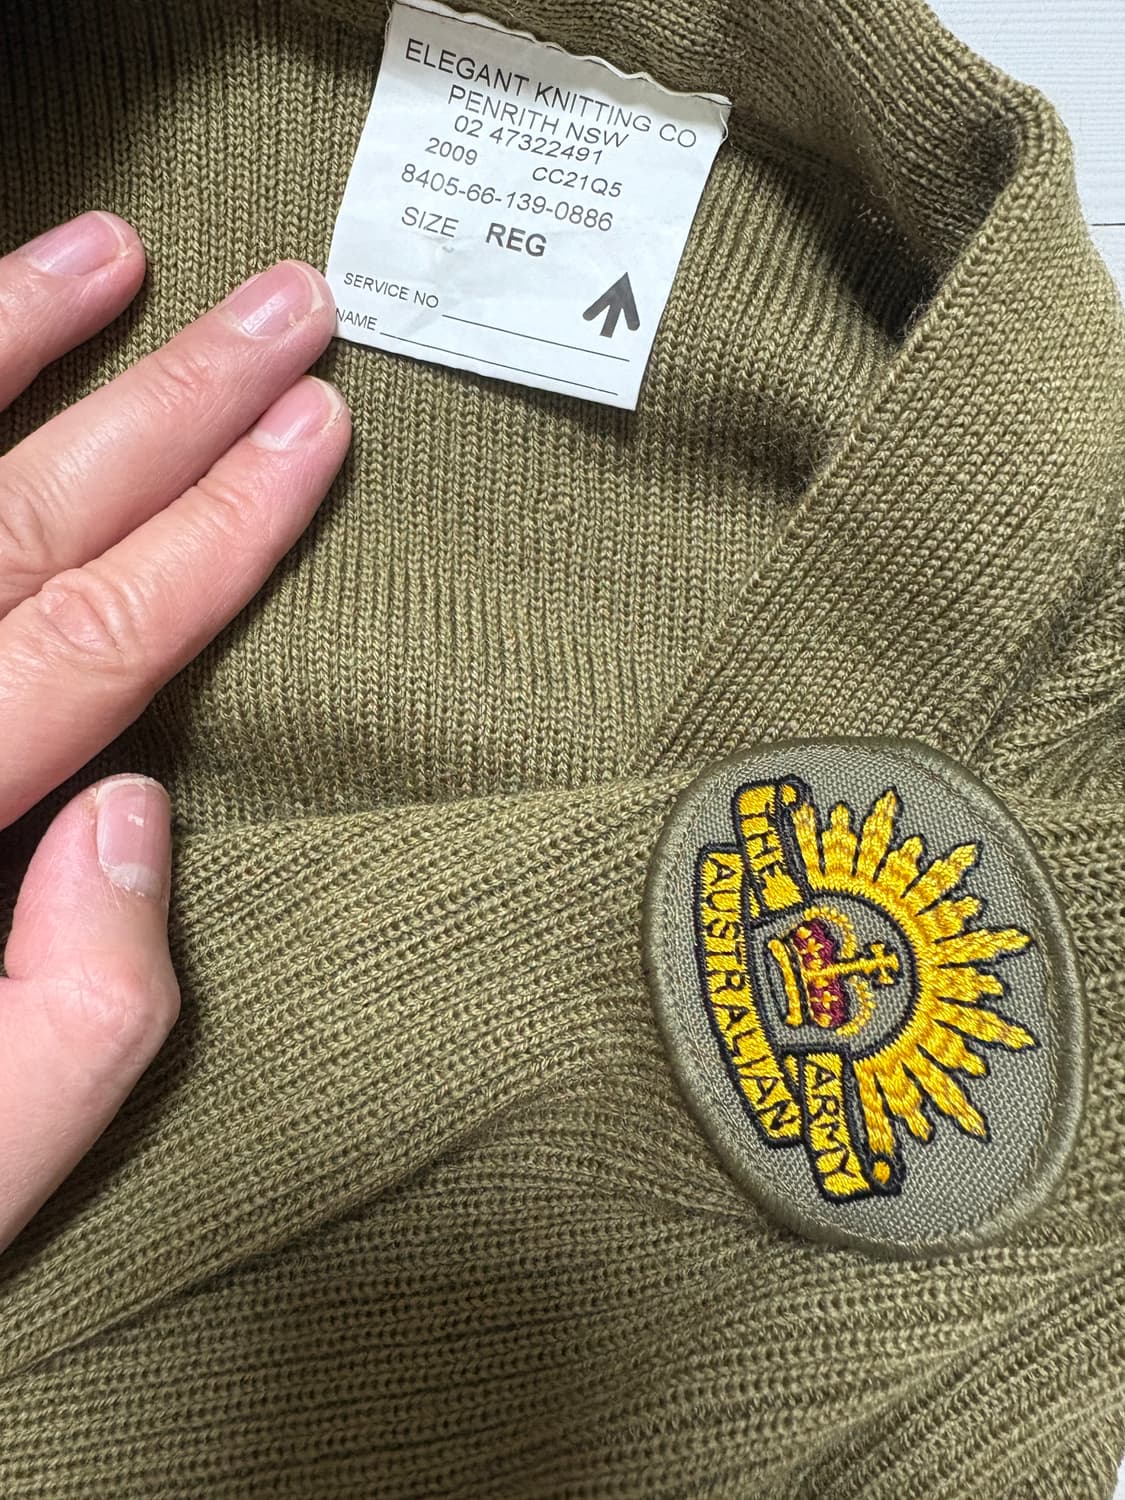 ELEGANT KNITTING CO
PENRITH NSW
02 47322491
2009 CC21Q5
8405-66-139-0886
SIZE REG
SERVICE NO
NAME
THE
AUSTRALIAN
ARMY